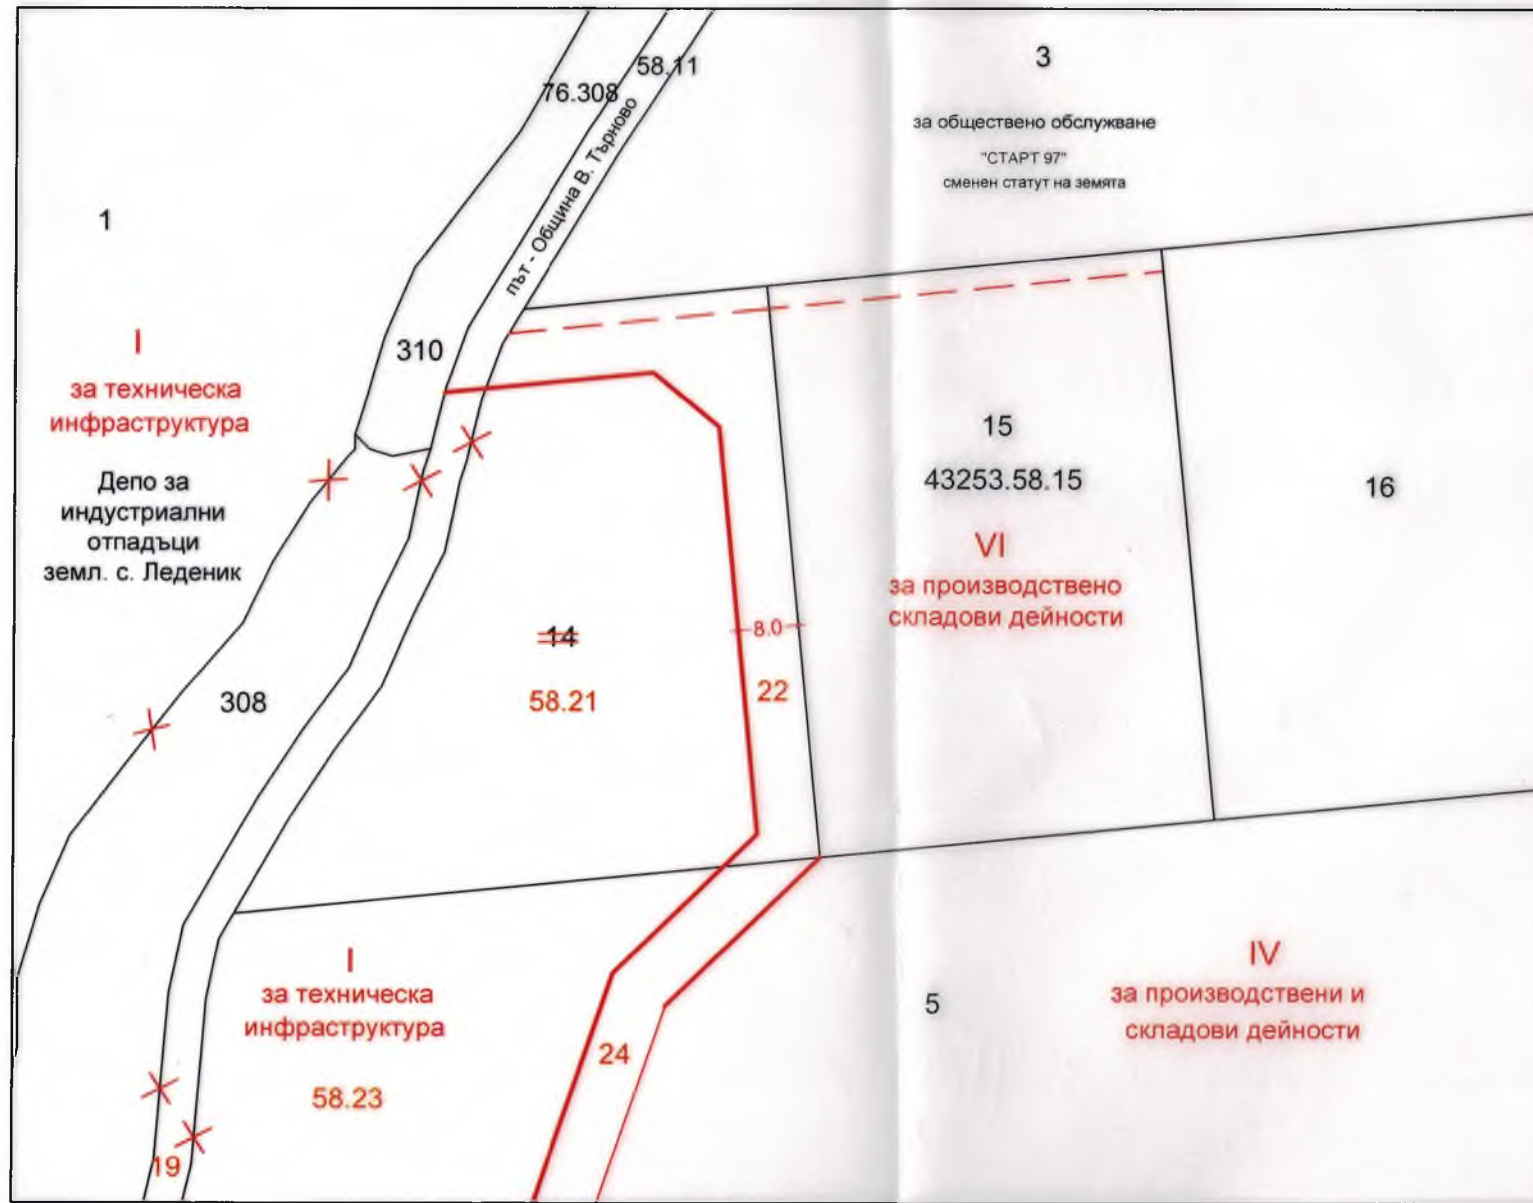 58.11
3
76.308
за обществено обслужване
"СТАРТ 97"
сменен статут на земята
път - Община В. Търново
1
I
за техническа
инфраструктура
310
Депо за
индустриални
отпадъци
земл. с. Леденик
15
43253.58.15
VI
за производствено
складови дейности
16
14
8.0
58.21
22
308
I
за техническа
инфраструктура
58.23
24
5
IV
за производствени и
складови дейности
19